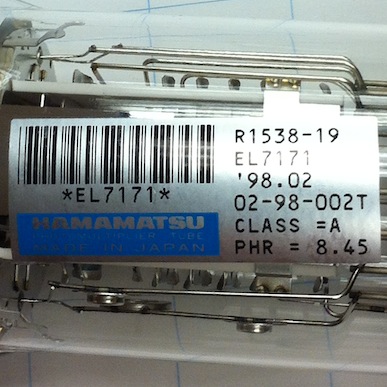 *EL7171*
HAMAMATSU
MADE IN JAPAN
R1538-19
EL7171
'98.02
02-98-002T
CLASS =A
PHR = 8.45